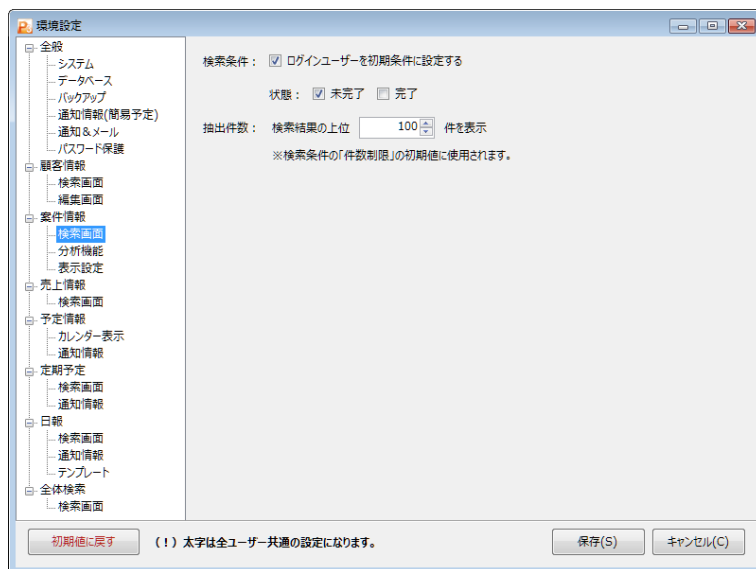 環境設定
全般
システム
データベース
バックアップ
通知情報(簡易予定)
通知&メール
パスワード保護
顧客情報
検索画面
編集画面
案件情報
検索画面
分析機能
表示設定
売上情報
検索画面
予定情報
カレンダー表示
通知情報
定期予定
検索画面
通知情報
日報
検索画面
通知情報
テンプレート
全体検索
検索画面
検索条件: ログインユーザーを初期条件に設定する
状態: 未完了 完了
抽出件数: 検索結果の上位 100 件を表示
※検索条件の「件数制限」の初期値に使用されます。
初期値に戻す (!)太字は全ユーザー共通の設定になります。 保存(S) キャンセル(C)